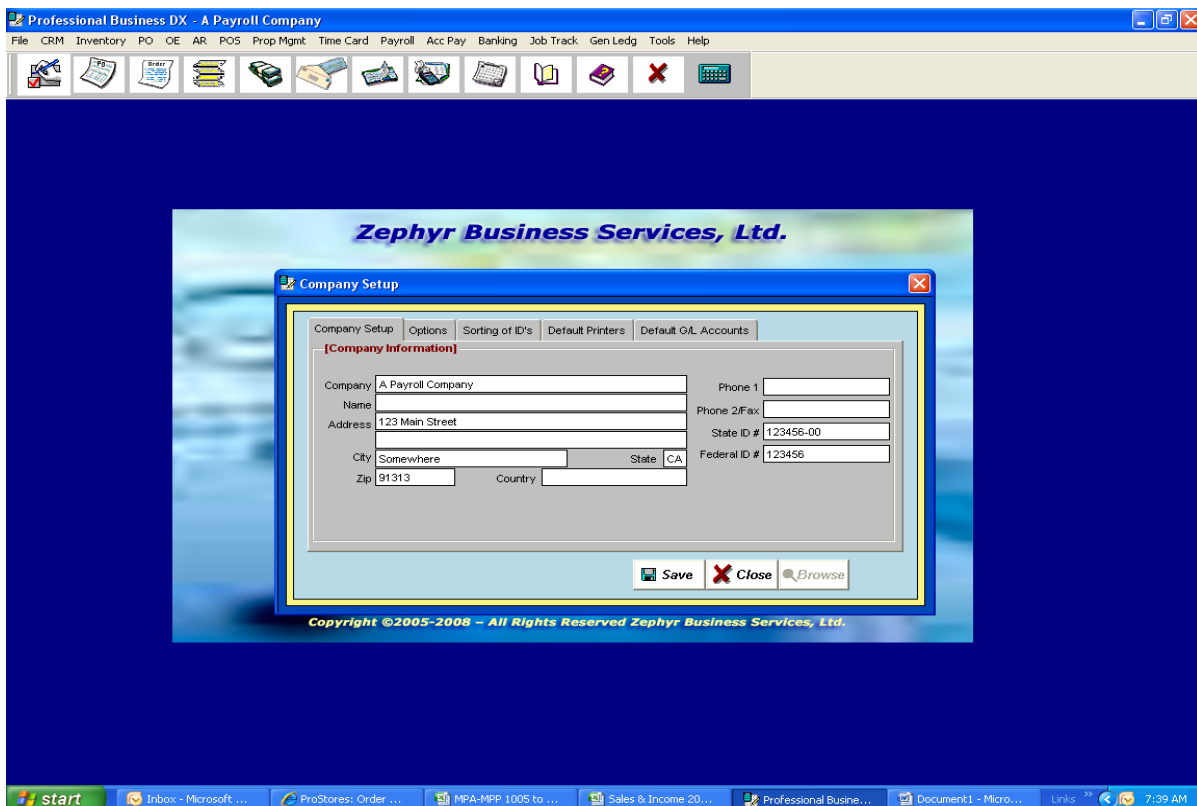 Professional Business DX - A Payroll Company
File CRM Inventory PO OE AR POS Prop Mgmt Time Card Payroll Acc Pay Banking Job Track Gen Ledg Tools Help
PO
Order
Zephyr Business Services, Ltd.
Company Setup
Company Setup Options Sorting of ID's Default Printers Default G/L Accounts
[Company Information]
Company A Payroll Company Phone 1
Name Phone 2/Fax
Address 123 Main Street State ID # 123456-00
City Somewhere State CA Federal ID # 123456
Zip 91313 Country
Save Close Browse
Copyright ©2005-2008 – All Rights Reserved Zephyr Business Services, Ltd.
start Inbox - Microsoft ... ProStores: Order ... MPA-MPP 1005 to ... Sales & Income 20... Professional Busine... Document1 - Micro... Links » 7:39 AM